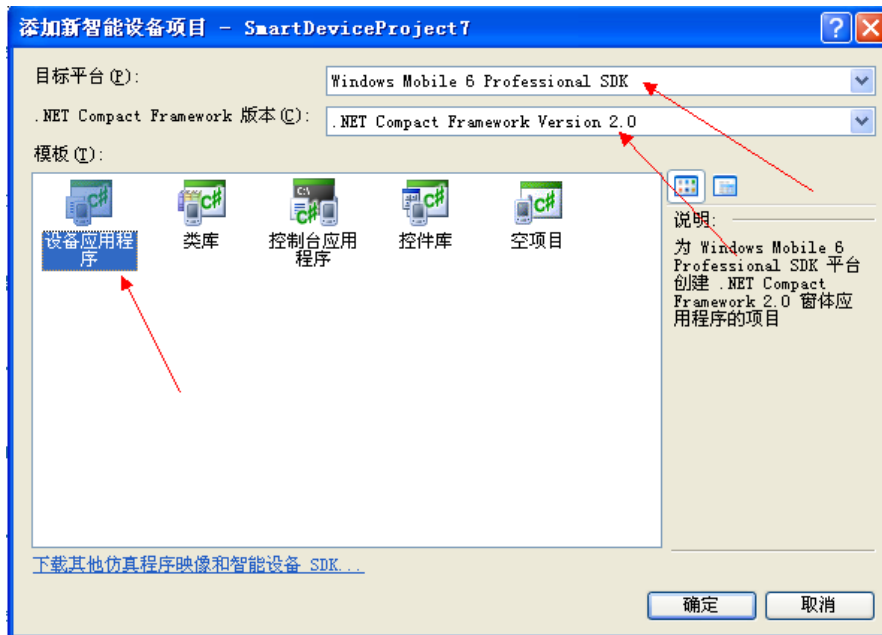 添加新智能设备项目 - SmartDeviceProject7
目标平台(P):
Windows Mobile 6 Professional SDK
.NET Compact Framework 版本(C):
.NET Compact Framework Version 2.0
模板(T):
设备应用程
序
类库
控制台应用
程序
控件库
空项目
说明:
为 Windows Mobile 6
Professional SDK 平台
创建 .NET Compact
Framework 2.0 窗体应
用程序的项目
下载其他仿真程序映像和智能设备 SDK...
确定
取消